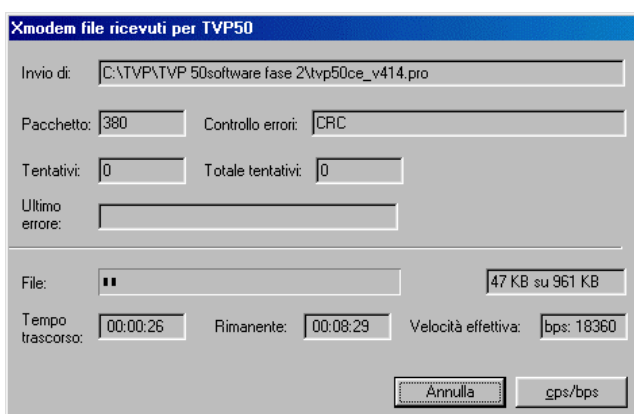 Xmodem file ricevuti per TVP50
Invio di: C:\TVP\TVP 50software fase 2\tvp50ce_v414.pro
Pacchetto: 380 Controllo errori: CRC
Tentativi: 0 Totale tentativi: 0
Ultimo
errore:
File: 47 KB su 961 KB
Tempo
trascorso: 00:00:26 Rimanente: 00:08:29 Velocità effettiva: bps: 18360
Annulla cps/bps